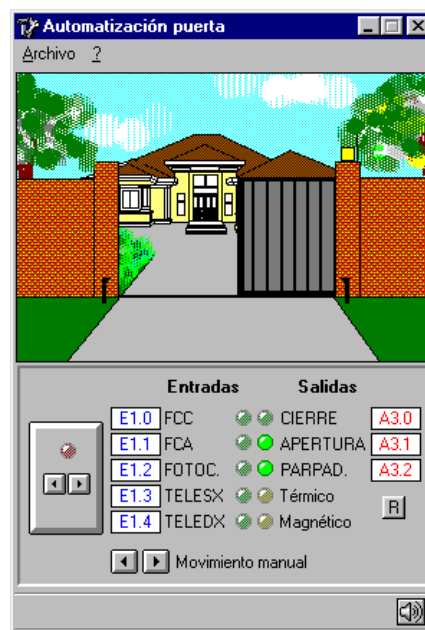 Automatización puerta
Archivo ?
Entradas Salidas
E1.0 FCC CIERRE A3.0
E1.1 FCA APERTURA A3.1
E1.2 FOTOC. PARPAD. A3.2
E1.3 TELESX Térmico
E1.4 TELEDX Magnético R
Movimiento manual